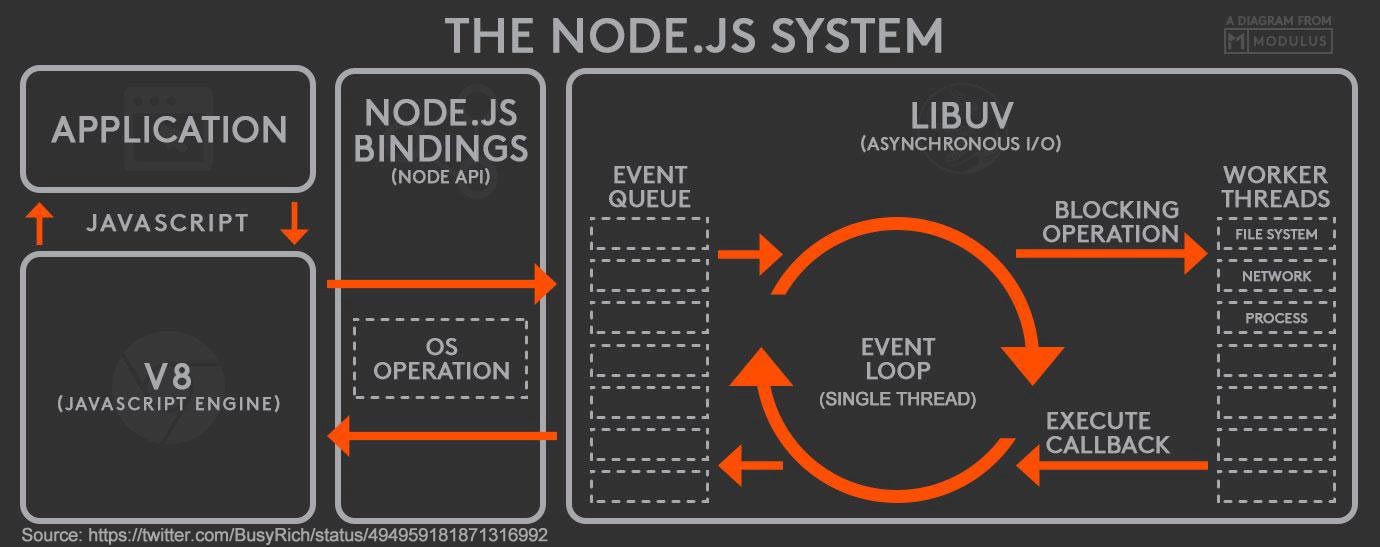 THE NODE.JS SYSTEM
A DIAGRAM FROM
MODULUS
APPLICATION
JAVASCRIPT
V8
(JAVASCRIPT ENGINE)
NODE.JS
BINDINGS
(NODE API)
OS
OPERATION
LIBUV
(ASYNCHRONOUS I/O)
EVENT
QUEUE
BLOCKING
OPERATION
EVENT
LOOP
(SINGLE THREAD)
EXECUTE
CALLBACK
WORKER
THREADS
FILE SYSTEM
NETWORK
PROCESS
Source: https://twitter.com/BusyRich/status/494959181871316992